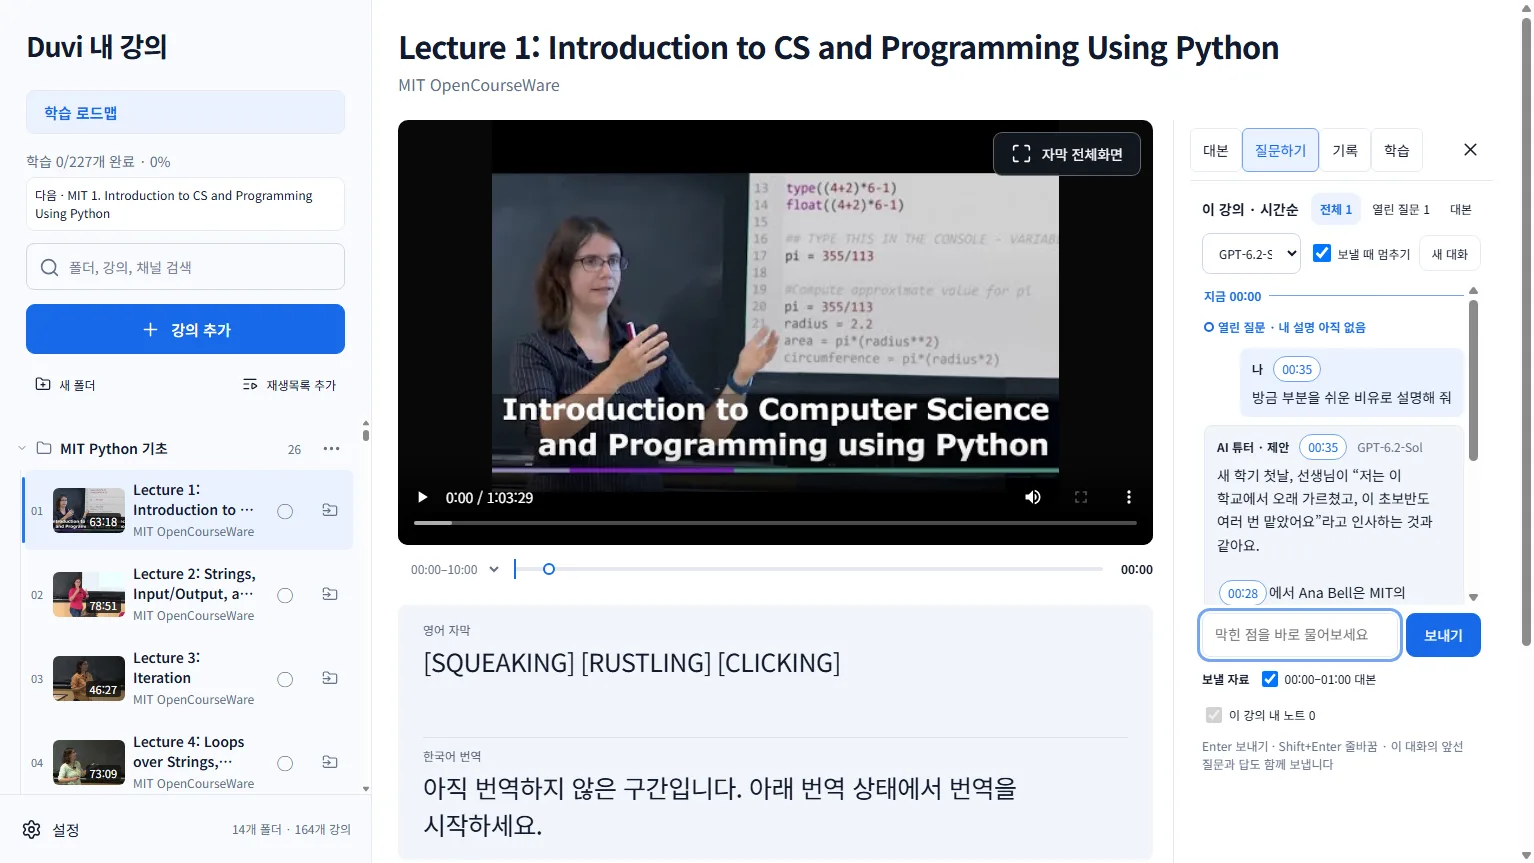 Duvi 내 강의
학습 로드맵
학습 0/227개 완료 · 0%
다음 · MIT 1. Introduction to CS and Programming
Using Python
폴더, 강의, 채널 검색
강의 추가
새 폴더
재생목록 추가
MIT Python 기초
26
01
63:18
Lecture 1:
Introduction to ···
MIT OpenCourseWare
02
78:51
Lecture 2: Strings,
Input/Output, a···
MIT OpenCourseWare
03
46:27
Lecture 3:
Iteration
MIT OpenCourseWare
04
73:09
Lecture 4: Loops
over Strings,···
MIT OpenCourseWare
설정
14개 폴더 · 164개 강의
Lecture 1: Introduction to CS and Programming Using Python
MIT OpenCourseWare
자막 전체화면
13 type((4+2)*6-1)
14 float((4+2)*6-1)
15
16 ## TYPE THIS IN THE CONSOLE - VARIAB
17 pi = 355/113
18
19 #Compute approximate value for pi
20 pi = 355/113
21 radius = 2.2
area = pi*(radius**2)
circumference = pi*(radius*2)
Introduction to Computer Science
and Programming using Python
0:00 / 1:03:29
00:00–10:00
00:00
영어 자막
[SQUEAKING] [RUSTLING] [CLICKING]
한국어 번역
아직 번역하지 않은 구간입니다. 아래 번역 상태에서 번역을
시작하세요.
대본
질문하기
기록
학습
이 강의 · 시간순
전체 1
열린 질문 1
대본
GPT-6.2-S
보낼 때 멈추기
새 대화
지금 00:00
열린 질문 · 내 설명 아직 없음
나 00:35
방금 부분을 쉬운 비유로 설명해 줘
AI 튜터 · 제안 00:35 GPT-6.2-Sol
새 학기 첫날, 선생님이 “저는 이
학교에서 오래 가르쳤고, 이 초보반도
여러 번 맡았어요”라고 인사하는 것과
같아요.
00:28 에서 Ana Bell은 MIT의
막힌 점을 바로 물어보세요
보내기
보낼 자료
00:00–01:00 대본
이 강의 내 노트 0
Enter 보내기 · Shift+Enter 줄바꿈 · 이 대화의 앞선
질문과 답도 함께 보냅니다